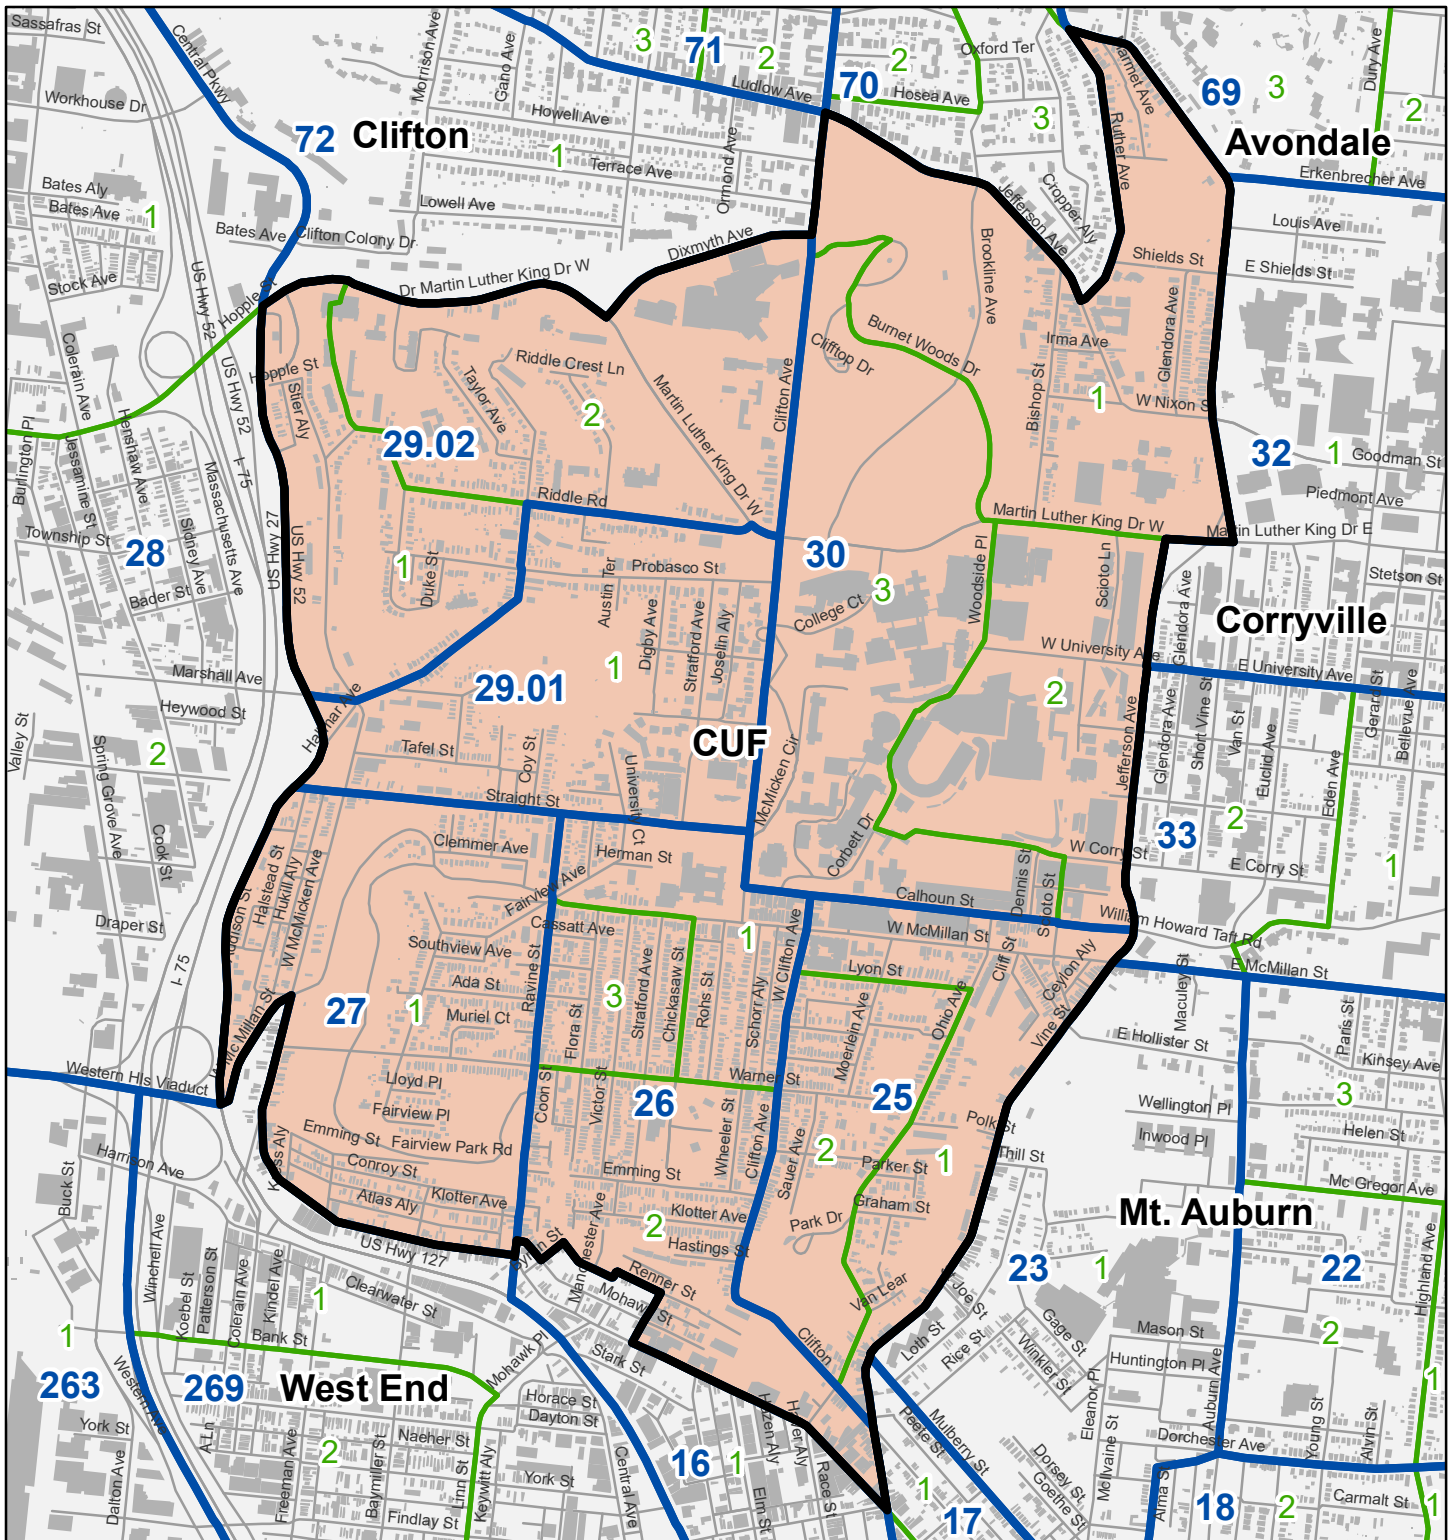 Sassafras St
Central Pkwy
Morrison Ave
Gano Ave
3
71
2
Ludlow Ave
2
70
Hosea Ave
Oxford Ter
3
Harmet Ave
69
3
Dury Ave
2
Workhouse Dr
72
Clifton
Howell Ave
1
Terrace Ave
Ormond Ave
Ruther Ave
Avondale
Erkenbrecher Ave
Bates Aly
Bates Ave
1
Lowell Ave
Jefferson Ave
Cropper Aly
Louis Ave
Bates Ave
Clifton Colony Dr
Dixmyth Ave
Brookline Ave
Shields St
E Shields St
Stock Ave
US Hwy 52
Hopple St
Dr Martin Luther King Dr W
Glendora Ave
Colerain Ave
US Hwy 52
Hopple St
Stier Aly
Taylor Ave
Riddle Crest Ln
2
Martin Luther King Dr W
Clifton Ave
Clifftop Dr
Burnet Woods Dr
Irma Ave
Bishop St
1
W Nixon S
Burlington Pl
Jessamine St
Henshaw Ave
29.02
32
1
Goodman St
Massachusetts Ave
I-75
Riddle Rd
Piedmont Ave
Township St
28
Sidney Ave
US Hwy 27
US Hwy 52
Martin Luther King Dr W
Martin Luther King Dr E
Bader St
1
Duke St
Austin Ter
Probasco St
30
3
College Ct
Woodside Pl
Scioto Ln
Stetson St
Glendora Ave
Corryville
Digby Ave
Stratford Ave
Joselin Aly
1
W University Ave
E University Ave
Marshall Ave
29.01
2
Heywood St
Valley St
CUF
Jefferson Ave
Glendora Ave
Short Vine St
Van St
Euclid Ave
Gerard St
Bellevue Ave
Spring Grove Ave
2
Tafel St
Coy St
University Ct
McMicken Cir
Eden Ave
Straight St
Cook St
Halstead St
Hukill Aly
W McMicken Ave
Clemmer Ave
Herman St
Corbett Dr
W Corry St
33
2
E Corry St
1
Draper St
Addison St
Fairview Ave
Cassatt Ave
1
Calhoun St
Dennis St
Scioto St
W McMillan St
William Howard Taft Rd
E McMillan St
I-75
Southview Ave
Ravine St
Ada St
Muriel Ct
Flora St
3
Stratford Ave
Chickasaw St
Rohs St
Schorr Aly
W Clifton Ave
Lyon St
Cliff St
Ceylon Aly
Vine St
Maculey St
27
1
Moerlein Ave
Ohio Ave
E Hollister St
Paris St
Kinsey Ave
W Mc Millan St
Western Hls Viaduct
Lloyd Pl
Coon St
Victor St
26
Warner St
25
3
Wellington Pl
Fairview Pl
Polk St
Inwood Pl
Helen St
Harrison Ave
Emming St
Fairview Park Rd
Wheeler St
Clifton Ave
Sauer Ave
2
Parker St
1
Thill St
Buck St
Conroy St
Emming St
Mc Gregor Ave
Atlas Aly
Klotter Ave
Klotter Ave
2
Graham St
Park Dr
Mt. Auburn
US Hwy 127
Hastings St
23
1
22
Highland Ave
Winchell Ave
Koebel St
Patterson St
Colerain Ave
Kindel Ave
1
Clearwater St
Renner St
Mohawk St
Van Lear
Joe St
Gage St
Mason St
2
1
Bank St
Mohawk Pl
Stark St
Clifton
Loth St
Rice St
Winkler St
Huntington Pl
263
Western Ave
269
West End
Horace St
Dayton St
Eleanor Pl
Auburn Ave
1
York St
A Ln
Freeman Ave
2
Baymiller St
Naeher St
Linn St
Keywitt Aly
Peete St
Mulberry St
Dorchester Ave
Young St
Alvin St
Dalton Ave
York St
Central Ave
16
1
Hazen Aly
Elm St
Race St
Dorsey St
Goethe St
McIlvaine St
Alma St
Findlay St
1
17
18
2
Carmalt St
1